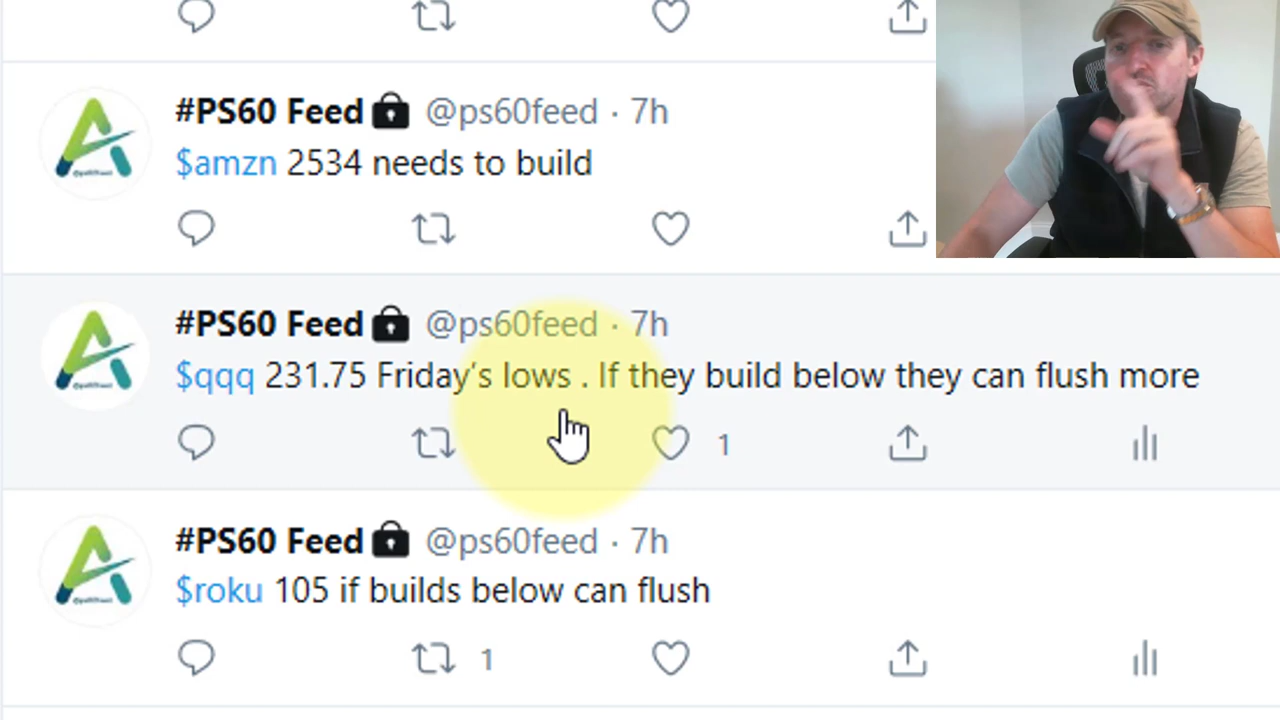 #PS60 Feed @ps60feed · 7h
$amzn 2534 needs to build
#PS60 Feed @ps60feed · 7h
$qqq 231.75 Friday's lows . If they build below they can flush more
1
#PS60 Feed @ps60feed · 7h
$roku 105 if builds below can flush
1